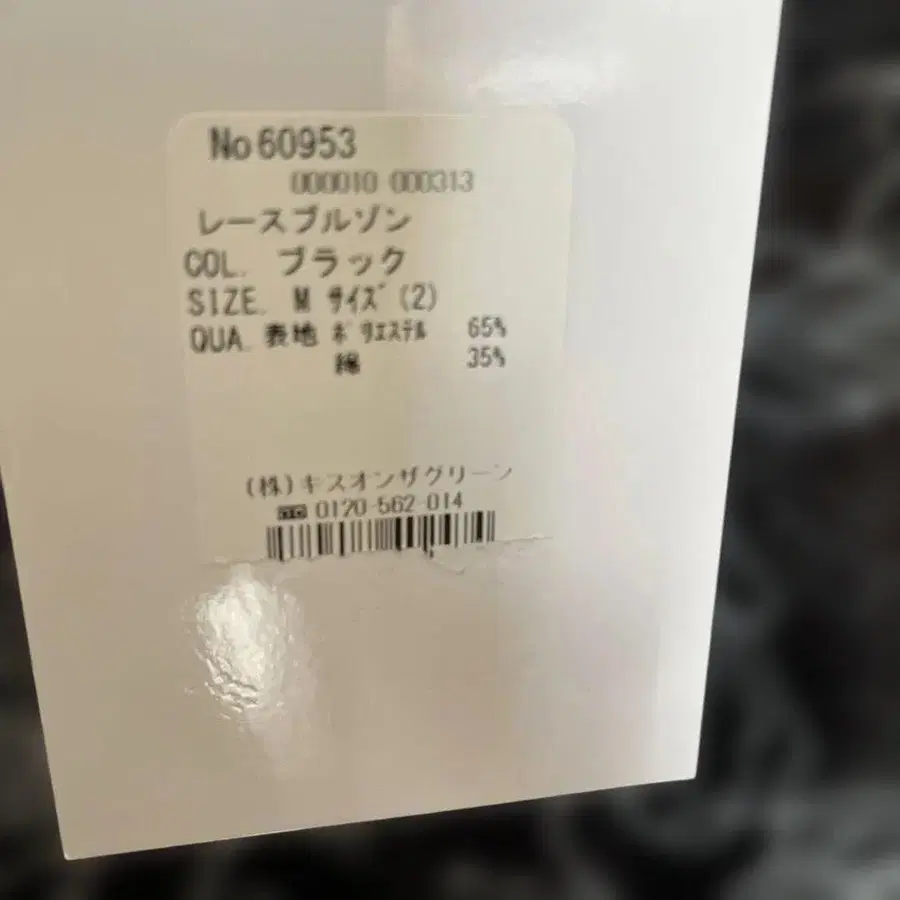 No 60953
000010 000313
レースブルゾン
COL. ブラック
SIZE. M サイズ(2)
QUA. 表地 ポリエステル 65%
綿 35%
(株)キスオンザグリーン
0120-562-014